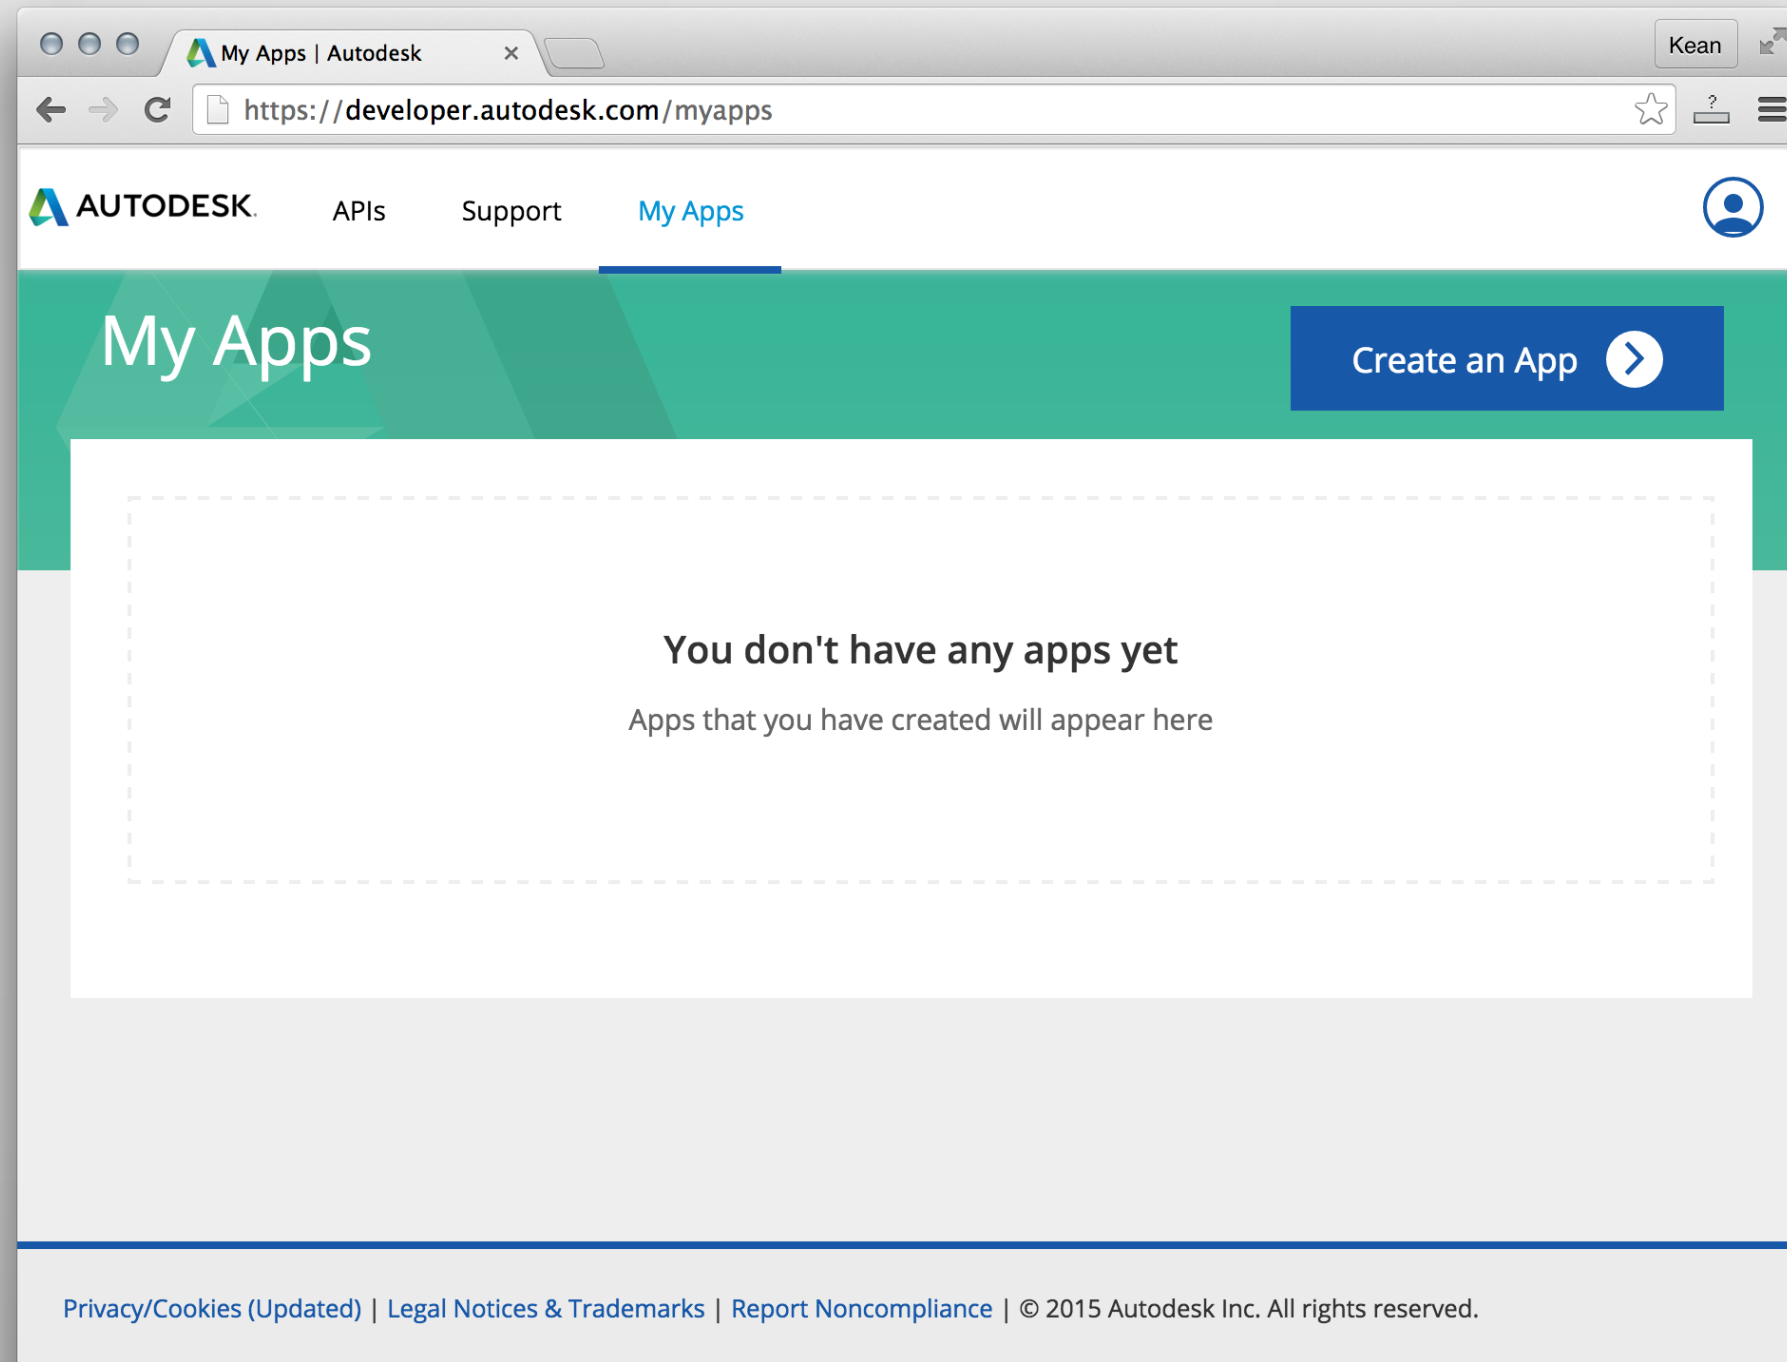 My Apps | Autodesk
Kean
https://developer.autodesk.com/myapps
?
AUTODESK.
APIs
Support
My Apps
My Apps
Create an App
You don't have any apps yet
Apps that you have created will appear here
Privacy/Cookies (Updated) | Legal Notices & Trademarks | Report Noncompliance | © 2015 Autodesk Inc. All rights reserved.